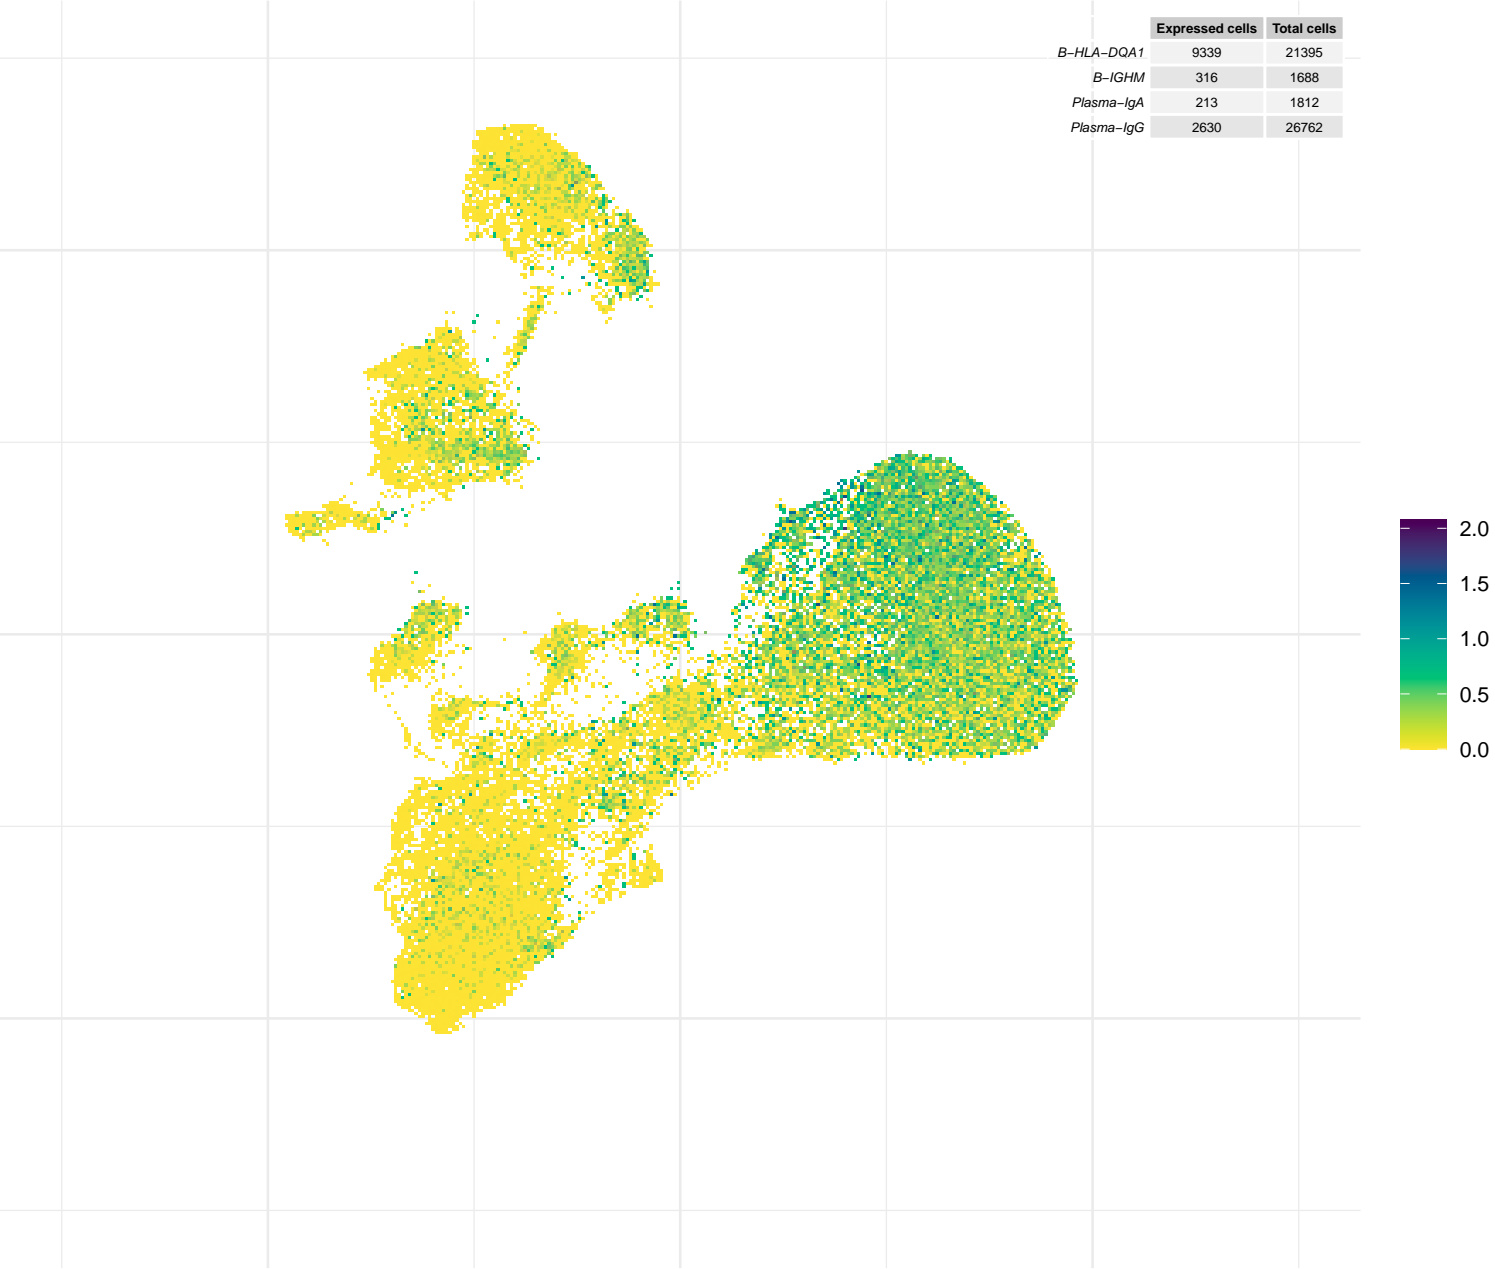 Expressed cells Total cells
B−HLA−DQA1 9339 21395
B−IGHM 316 1688
Plasma−IgA 213 1812
Plasma−IgG 2630 26762
2.0
1.5
1.0
0.5
0.0